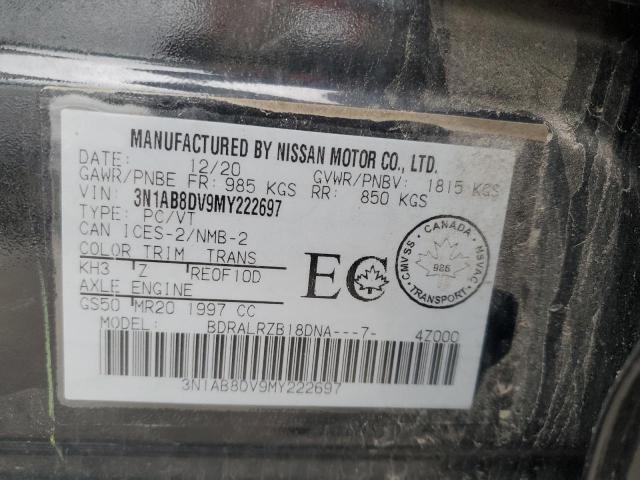 MANUFACTURED BY NISSAN MOTOR CO., LTD.
DATE: 12/20 GVWR/PNBV: 1815 KGS
GAWR/PNBE FR: 985 KGS RR: 850 KGS
VIN: 3N1AB8DV9MY222697
TYPE: PC/VT
CAN ICES-2/NMB-2
COLOR TRIM TRANS
KH3 Z RE0F10D
AXLE ENGINE
GS50 MR20 1997 CC
MODEL: BDRALRZB18DNA---7- 4Z000
3N1AB8DV9MY222697
EC
CMVSS · CANADA · NSVAC · TRANSPORT ·
926